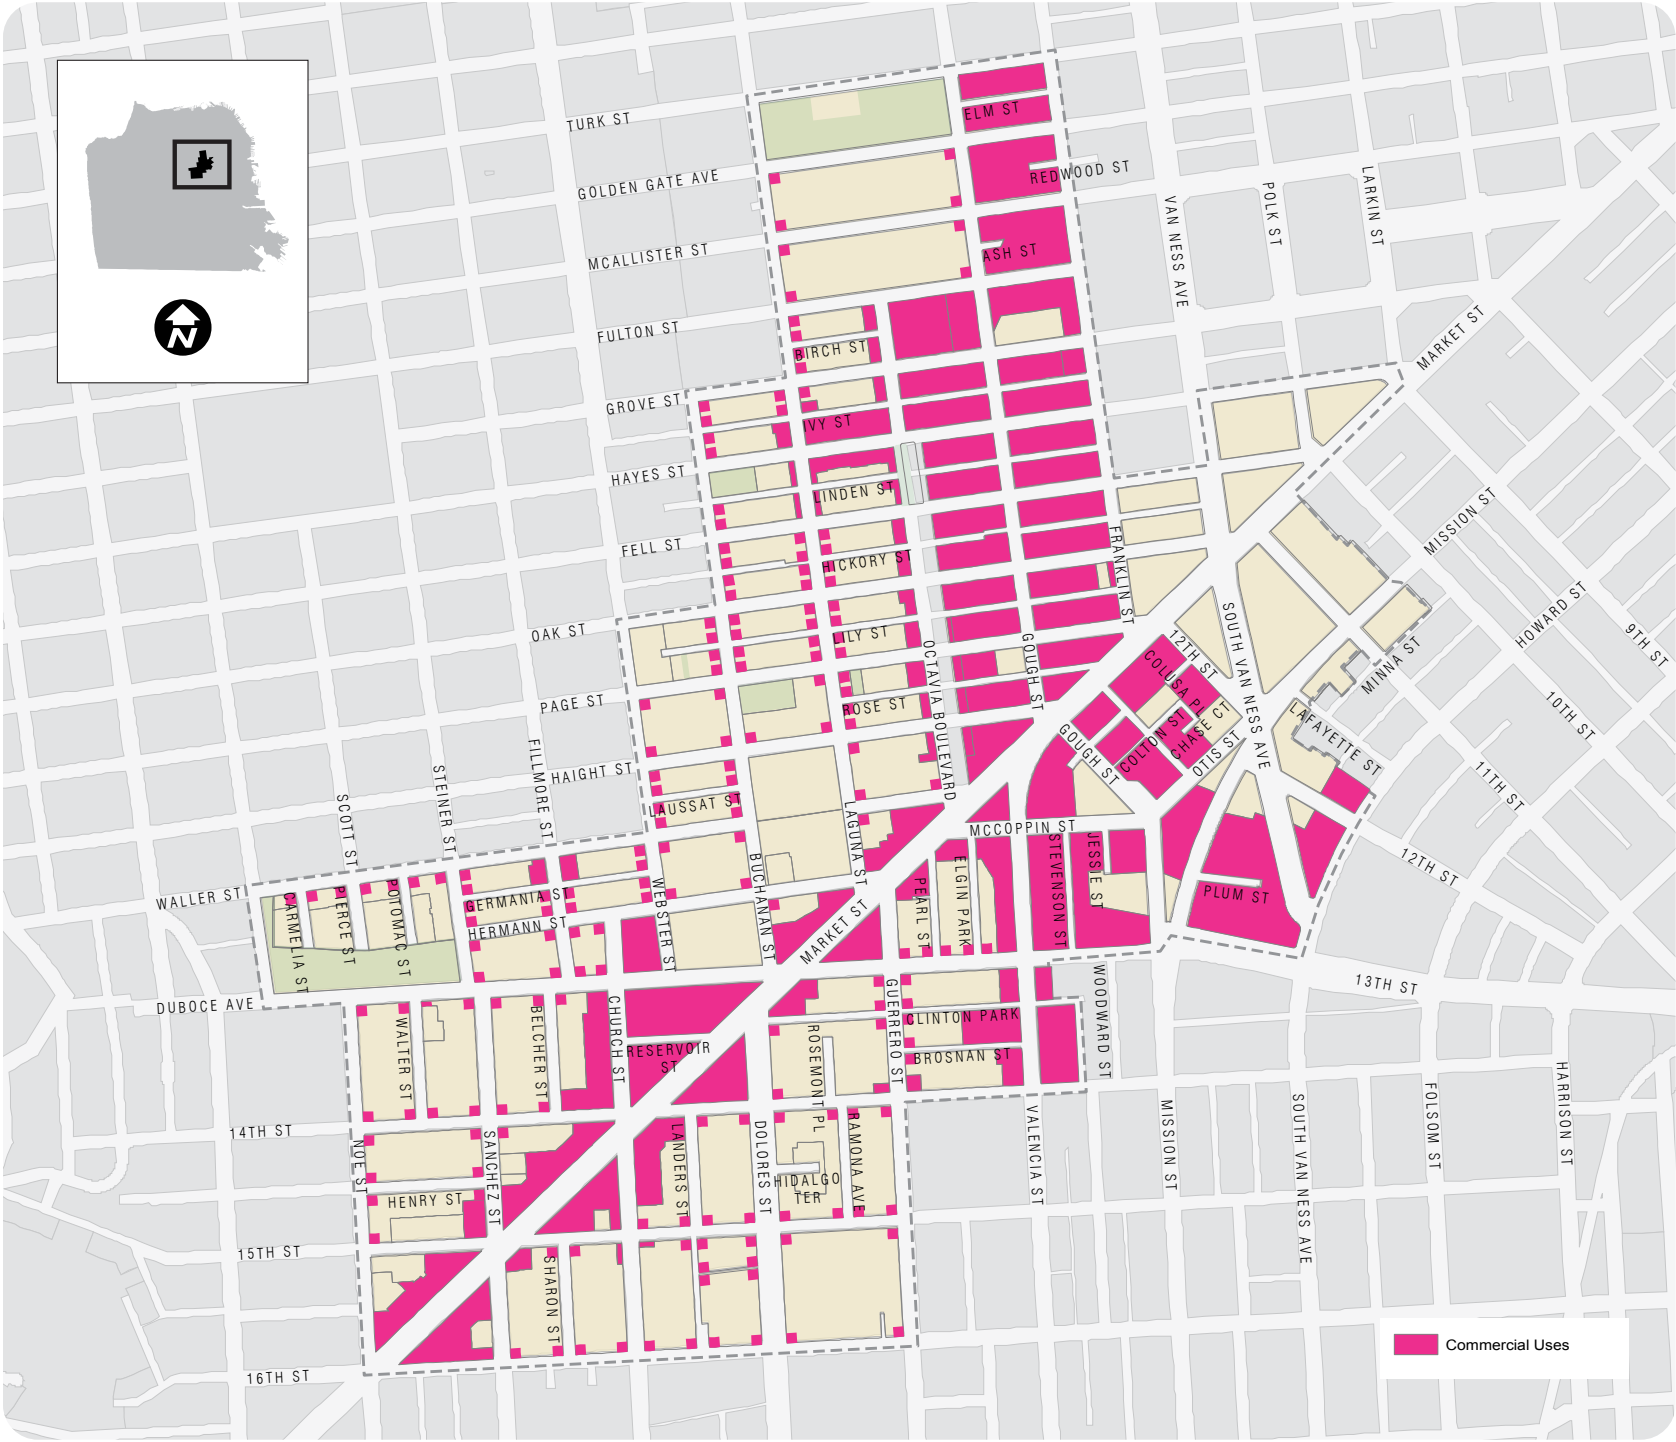 TURK ST
GOLDEN GATE AVE
MCALLISTER ST
FULTON ST
GROVE ST
HAYES ST
FELL ST
OAK ST
PAGE ST
HAIGHT ST
WALLER ST
DUBOCE AVE
14TH ST
15TH ST
16TH ST
N
ELM ST
REDWOOD ST
ASH ST
BIRCH ST
IVY ST
LINDEN ST
HICKORY ST
LILY ST
ROSE ST
LAUSSAT ST
GERMANIA ST
HERMANN ST
VAN NESS AVE
POLK ST
LARKIN ST
MARKET ST
MISSION ST
HOWARD ST
9TH ST
10TH ST
11TH ST
12TH ST
MINNA ST
LAFAYETTE ST
FRANKLIN ST
SOUTH VAN NESS AVE
12TH ST
COLUSA PL
CHASE CT
COLTON ST
OTIS ST
GOUGH ST
GOUGH ST
OCTAVIA BOULEVARD
LAGUNA ST
BUCHANAN ST
WEBSTER ST
FILLMORE ST
STEINER ST
SCOTT ST
CARMELIA ST
PIERCE ST
POTOMAC ST
MCCOPPIN ST
STEVENSON ST
JESSIE ST
PLUM ST
PEARL ST
ELGIN PARK
MARKET ST
13TH ST
WOODWARD ST
CLINTON PARK
BROSNAN ST
GUERRERO ST
ROSEMONT PL
RESERVOIR
ST
CHURCH ST
BELCHER ST
WALTER ST
NOE ST
SANCHEZ ST
HENRY ST
LANDERS ST
DOLORES ST
HIDALGO
TER
RAMONA AVE
SHARON ST
VALENCIA ST
MISSION ST
SOUTH VAN NESS AVE
FOLSOM ST
HARRISON ST
Commercial Uses